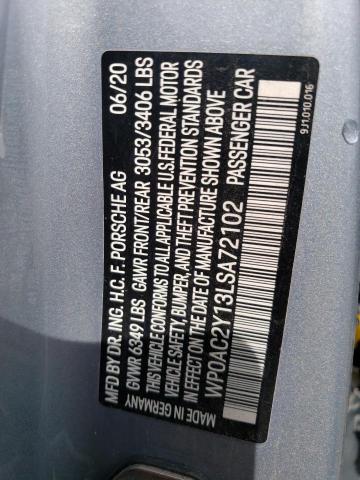 MFD BY DR. ING. H.C. F. PORSCHE AG 06/20
GVWR 6349 LBS GAWR FRONT/REAR 3053/3406 LBS
THIS VEHICLE CONFORMS TO ALL APPLICABLE U.S. FEDERAL MOTOR
VEHICLE SAFETY, BUMPER, AND THEFT PREVENTION STANDARDS
IN EFFECT ON THE DATE OF MANUFACTURE SHOWN ABOVE
WP0AC2Y13LSA72102 PASSENGER CAR
MADE IN GERMANY
9J1.010.016